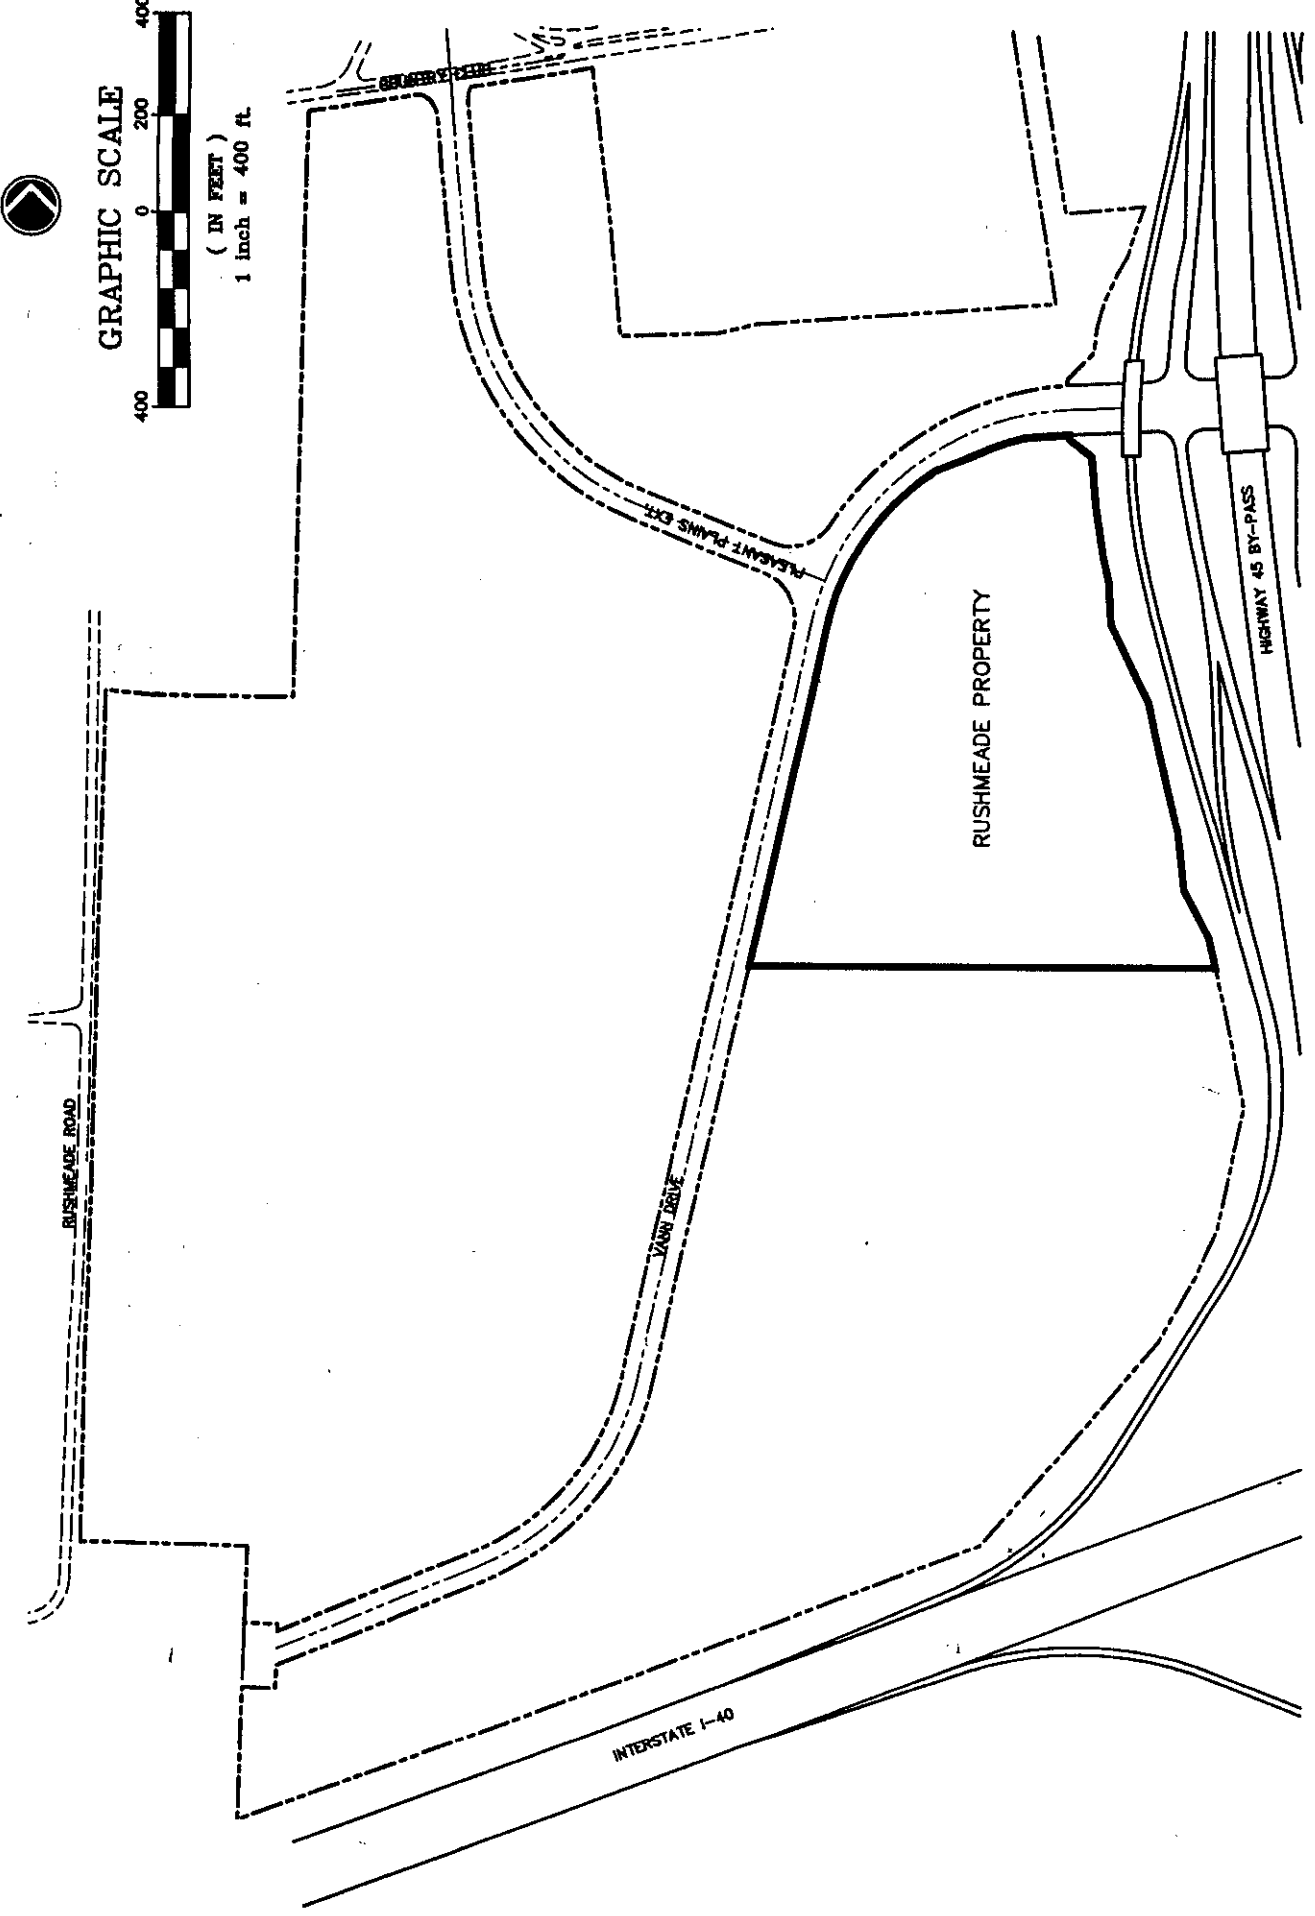 GRAPHIC SCALE
400 0 200 400
( IN FEET )
1 inch = 400 ft.
RUSHMEADE ROAD
PLEASANT PLAINS EXT.
VANN DRIVE
RUSHMEADE PROPERTY
HIGHWAY 45 BY-PASS
INTERSTATE I-40